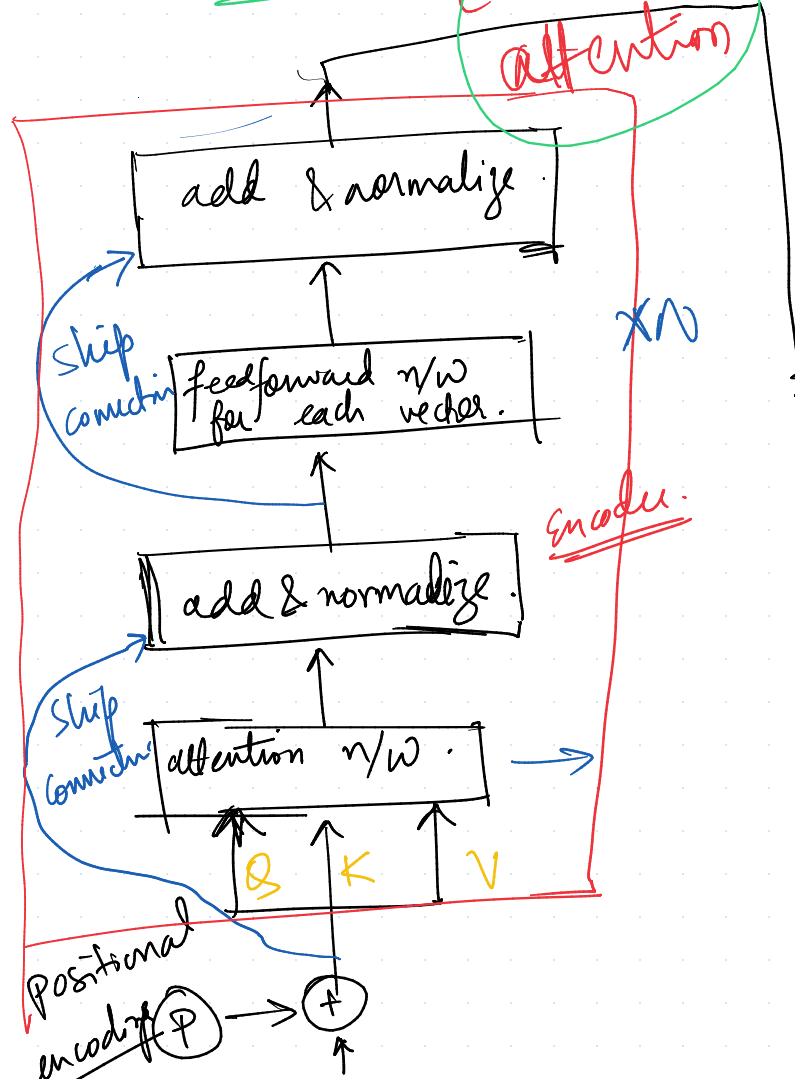 attention
add & normalize.
XN
skip
connection
feedforward n/w
for each vector.
Encoder.
add & normalize.
skip
connection
attention n/w.
Q K V
Positional
encoding P
+